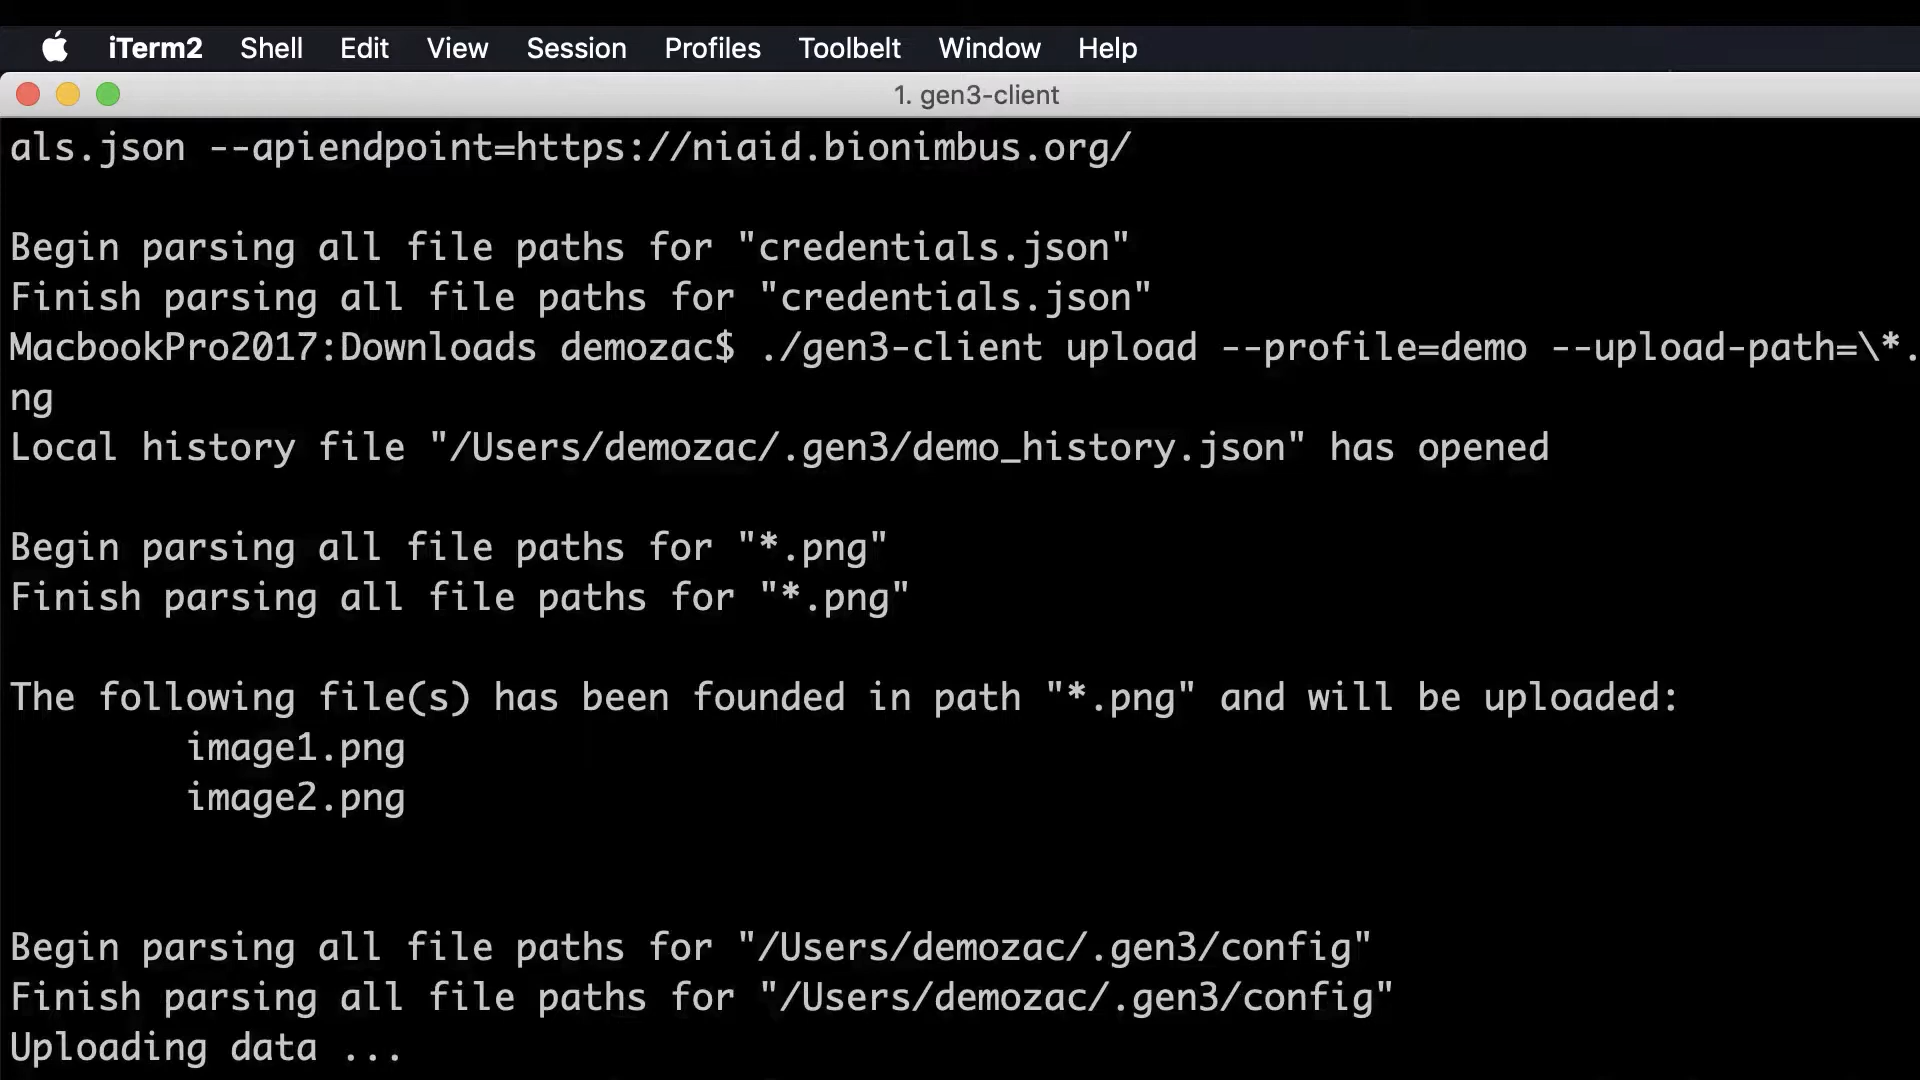 iTerm2 Shell Edit View Session Profiles Toolbelt Window Help
1. gen3-client
als.json --apiendpoint=https://niaid.bionimbus.org/
Begin parsing all file paths for "credentials.json"
Finish parsing all file paths for "credentials.json"
MacbookPro2017:Downloads demozac$ ./gen3-client upload --profile=demo --upload-path=\*.
ng
Local history file "/Users/demozac/.gen3/demo_history.json" has opened
Begin parsing all file paths for "*.png"
Finish parsing all file paths for "*.png"
The following file(s) has been founded in path "*.png" and will be uploaded:
image1.png
image2.png
Begin parsing all file paths for "/Users/demozac/.gen3/config"
Finish parsing all file paths for "/Users/demozac/.gen3/config"
Uploading data ...